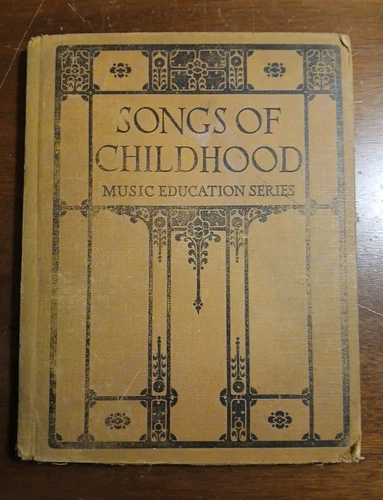 SONGS OF
CHILDHOOD
MUSIC EDUCATION SERIES